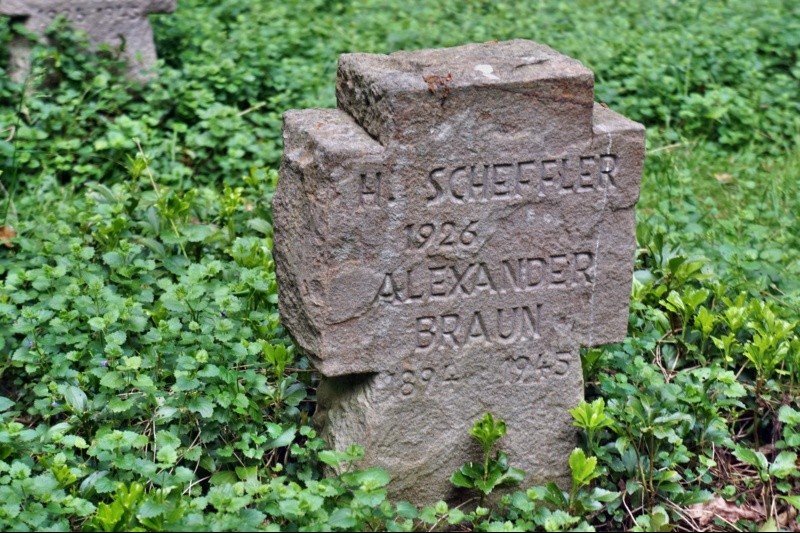 H. SCHEFFLER
1926
ALEXANDER
BRAUN
1894 1945